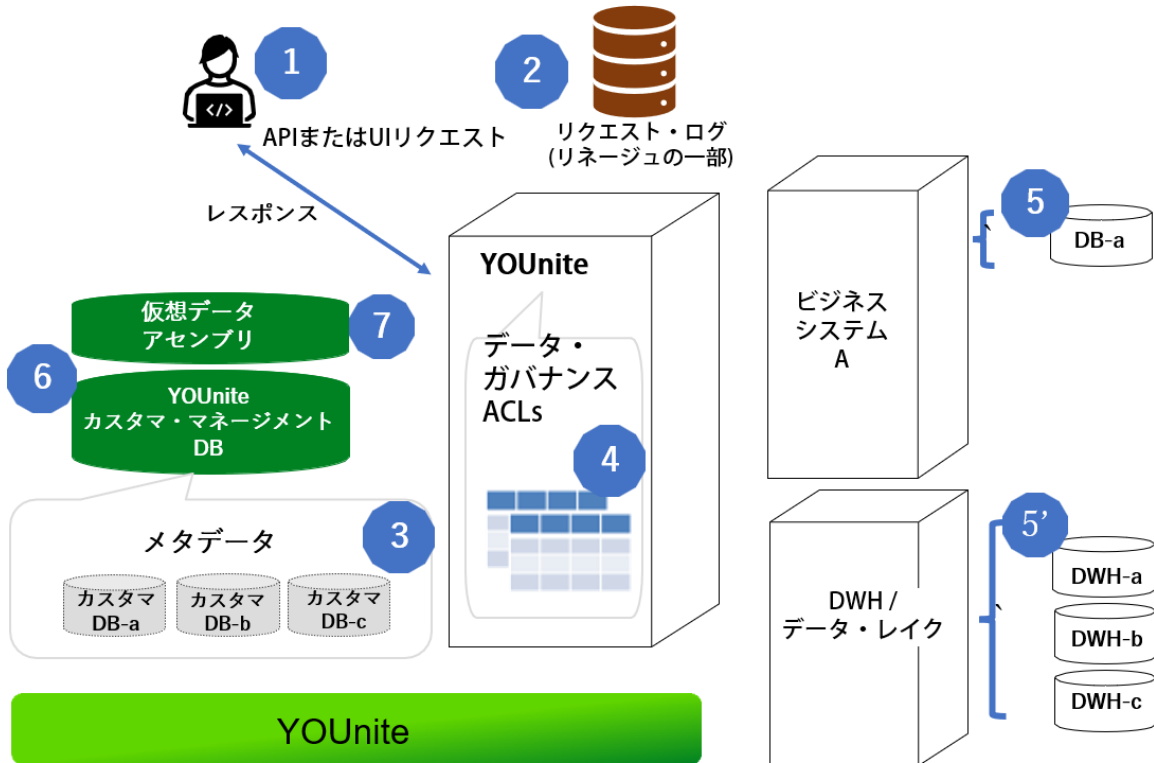 1
</>
APIまたはUIリクエスト
レスポンス
2
リクエスト・ログ
(リネージュの一部)
YOUnite
データ・
ガバナンス
ACLs
4
ビジネス
システム
A
5
DB-a
仮想データ
アセンブリ
7
6
YOUnite
カスタマ・マネージメント
DB
メタデータ
3
カスタマ
DB-a
カスタマ
DB-b
カスタマ
DB-c
DWH /
データ・レイク
5’
DWH-a
DWH-b
DWH-c
YOUnite